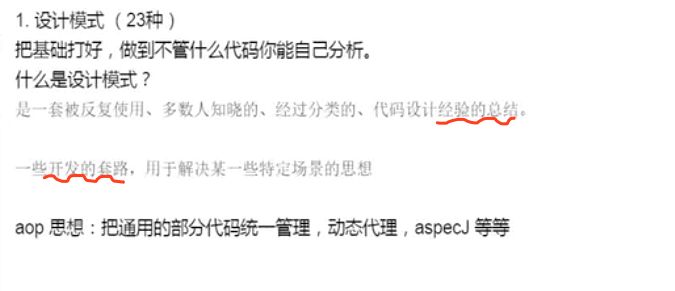 1. 设计模式（23种）
把基础打好，做到不管什么代码你能自己分析。
什么是设计模式？
是一套被反复使用、多数人知晓的、经过分类的、代码设计经验的总结。
一些开发的套路，用于解决某一些特定场景的思想
aop 思想：把通用的部分代码统一管理，动态代理，aspecJ 等等